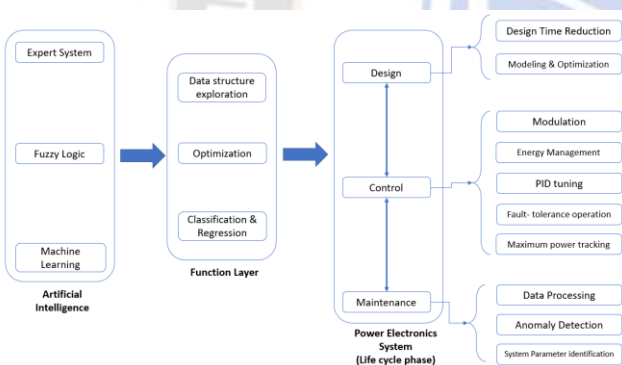 Expert System
Fuzzy Logic
Machine
Learning
Artificial
Intelligence
Data structure
exploration
Optimization
Classification &
Regression
Function Layer
Design
Control
Maintenance
Power Electronics
System
(Life cycle phase)
Design Time Reduction
Modeling & Optimization
Modulation
Energy Management
PID tuning
Fault- tolerance operation
Maximum power tracking
Data Processing
Anomaly Detection
System Parameter identification